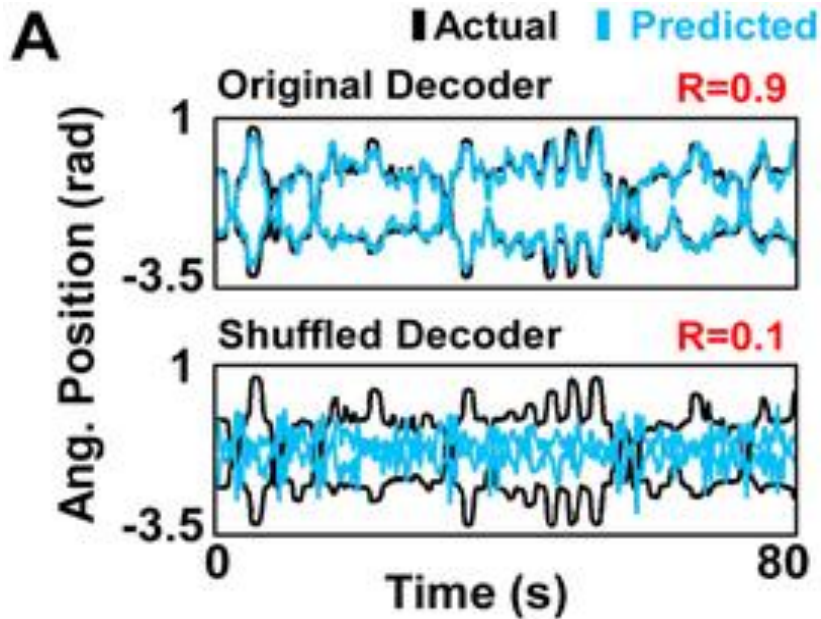 A
Actual Predicted
Original Decoder R=0.9
1
Ang. Position (rad)
-3.5
Shuffled Decoder R=0.1
1
-3.5
0 80
Time (s)